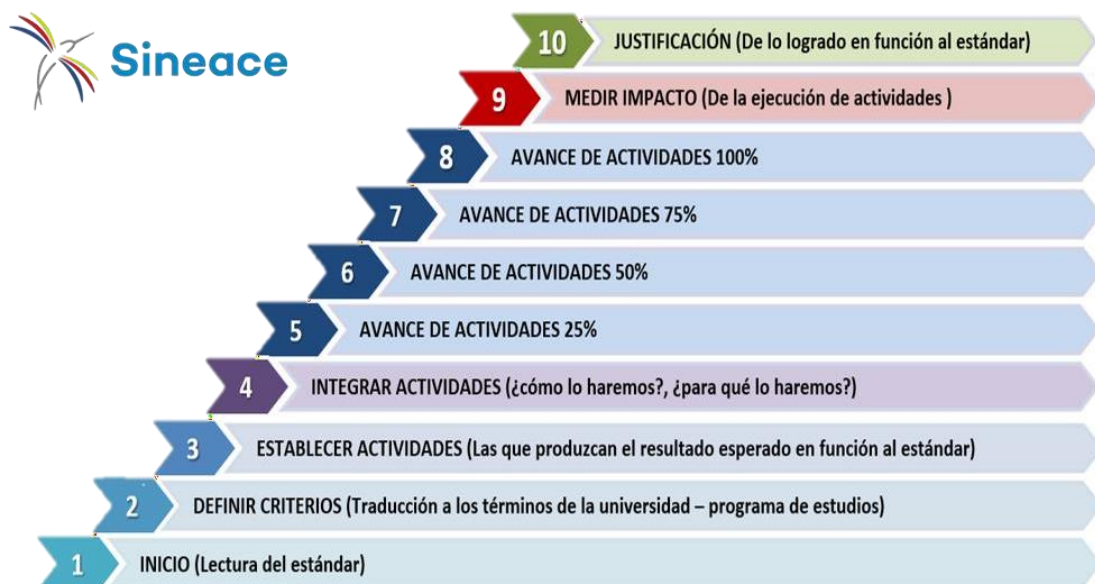 Sineace
10 JUSTIFICACIÓN (De lo logrado en función al estándar)
9 MEDIR IMPACTO (De la ejecución de actividades )
8 AVANCE DE ACTIVIDADES 100%
7 AVANCE DE ACTIVIDADES 75%
6 AVANCE DE ACTIVIDADES 50%
5 AVANCE DE ACTIVIDADES 25%
4 INTEGRAR ACTIVIDADES (¿cómo lo haremos?, ¿para qué lo haremos?)
3 ESTABLECER ACTIVIDADES (Las que produzcan el resultado esperado en función al estándar)
2 DEFINIR CRITERIOS (Traducción a los términos de la universidad – programa de estudios)
1 INICIO (Lectura del estándar)